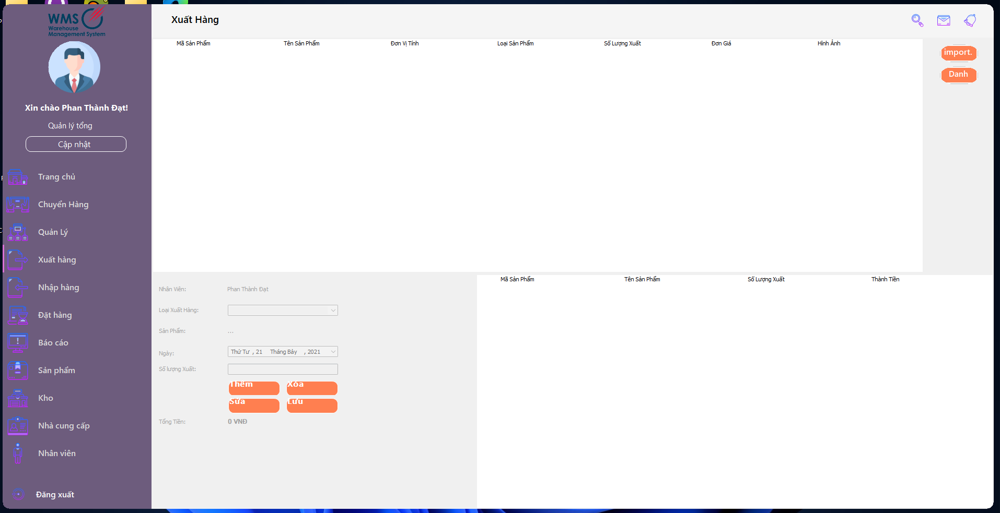 WMS
Warehouse
Management System
Xin chào Phan Thành Đạt!
Quản lý tổng
Cập nhật
Trang chủ
Chuyển Hàng
Quản Lý
Xuất hàng
Nhập hàng
Đặt hàng
Báo cáo
Sản phẩm
Kho
Nhà cung cấp
Nhân viên
Đăng xuất
Xuất Hàng
Mã Sản Phẩm Tên Sản Phẩm Đơn Vị Tính Loại Sản Phẩm Số Lượng Xuất Đơn Giá Hình Ảnh
import.
Danh
Nhân Viên: Phan Thành Đạt
Loại Xuất Hàng:
Sản Phẩm: ...
Ngày: Thứ Tư , 21 Tháng Bảy , 2021
Số lượng Xuất:
Thêm Xóa
Sửa Lưu
Tổng Tiền: 0 VNĐ
Mã Sản Phẩm Tên Sản Phẩm Số Lượng Xuất Thành Tiền